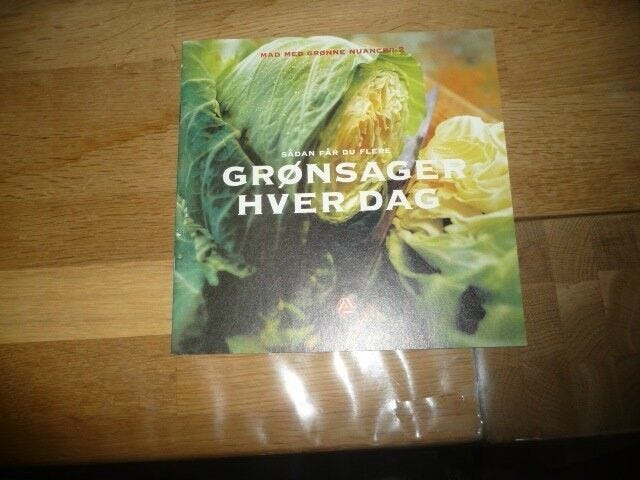 MAD MED GRØNNE NUANCER 2
SÅDAN FÅR DU FLERE
GRØNSAGER
HVER DAG